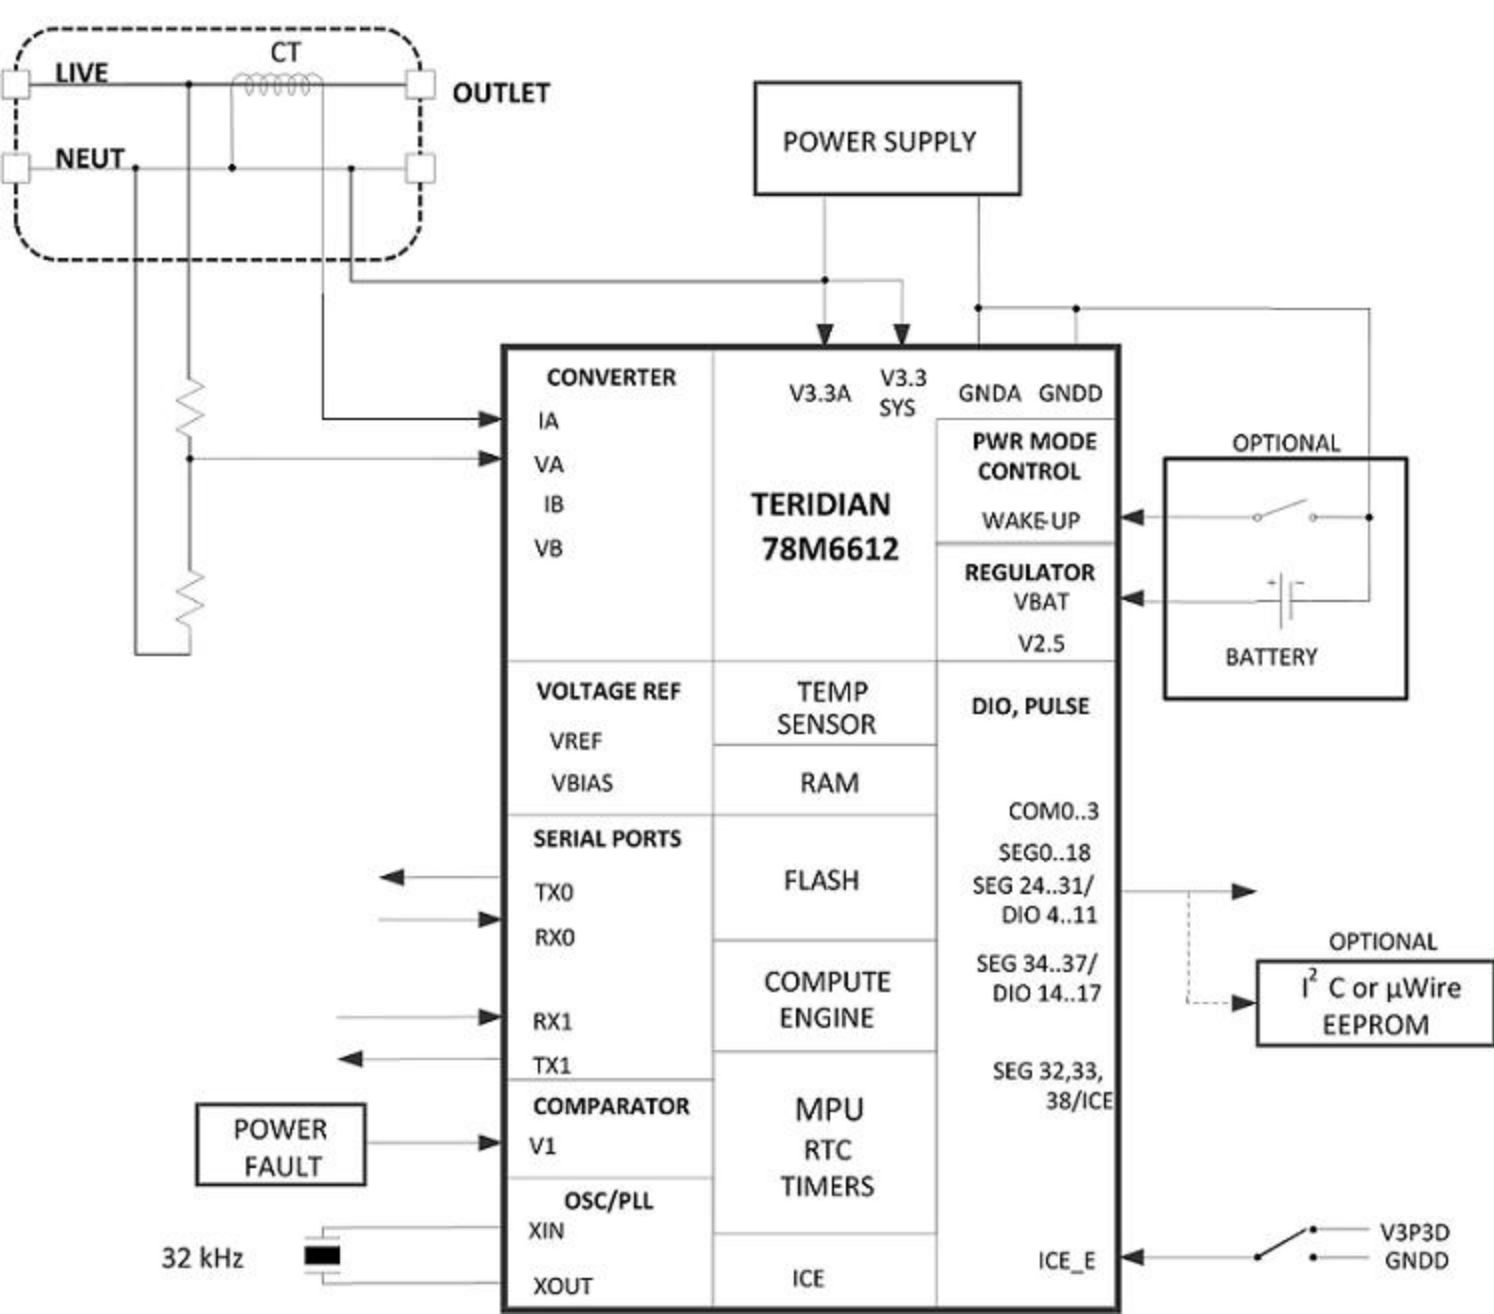 CT
LIVE
OUTLET
NEUT
POWER SUPPLY
CONVERTER
IA
VA
IB
VB
V3.3A
V3.3
SYS
GNDA GNDD
PWR MODE
CONTROL
WAKE-UP
REGULATOR
VBAT
V2.5
TERIDIAN
78M6612
OPTIONAL
+ -
BATTERY
VOLTAGE REF
VREF
VBIAS
TEMP
SENSOR
RAM
DIO, PULSE
COM0..3
SEG0..18
SEG 24..31/
DIO 4..11
SEG 34..37/
DIO 14..17
SEG 32,33,
38/ICE
SERIAL PORTS
TX0
RX0
RX1
TX1
FLASH
COMPUTE
ENGINE
OPTIONAL
I² C or μWire
EEPROM
POWER
FAULT
COMPARATOR
V1
MPU
RTC
TIMERS
OSC/PLL
XIN
XOUT
32 kHz
ICE
ICE_E
V3P3D
GNDD